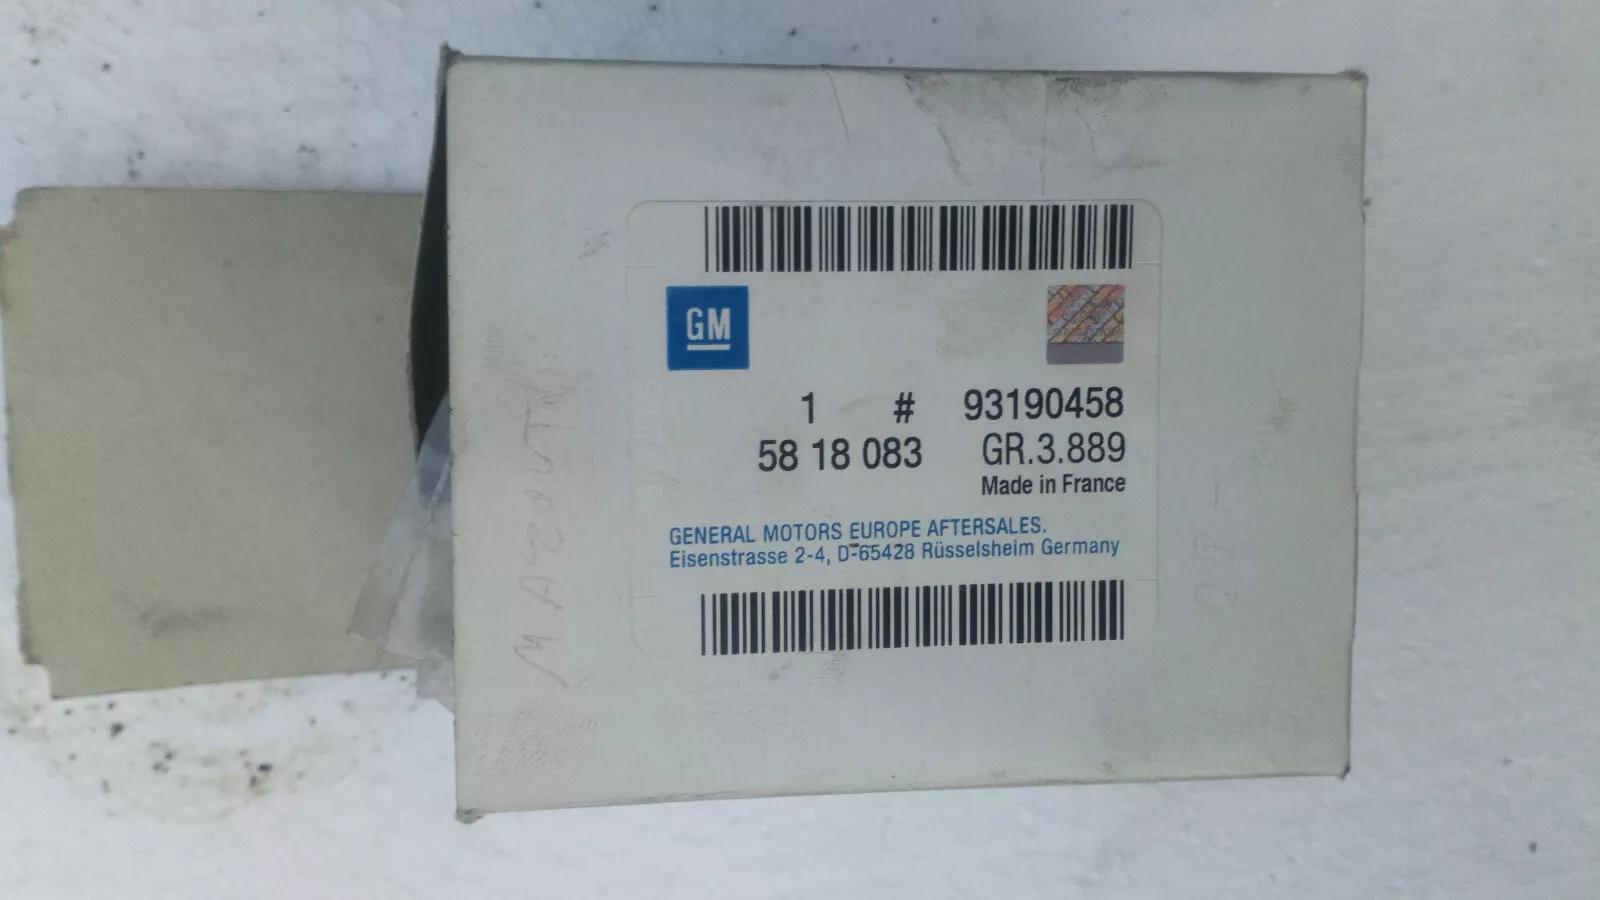 GM
1 # 93190458
58 18 083 GR.3.889
Made in France
GENERAL MOTORS EUROPE AFTERSALES.
Eisenstrasse 2-4, D-65428 Rüsselsheim Germany